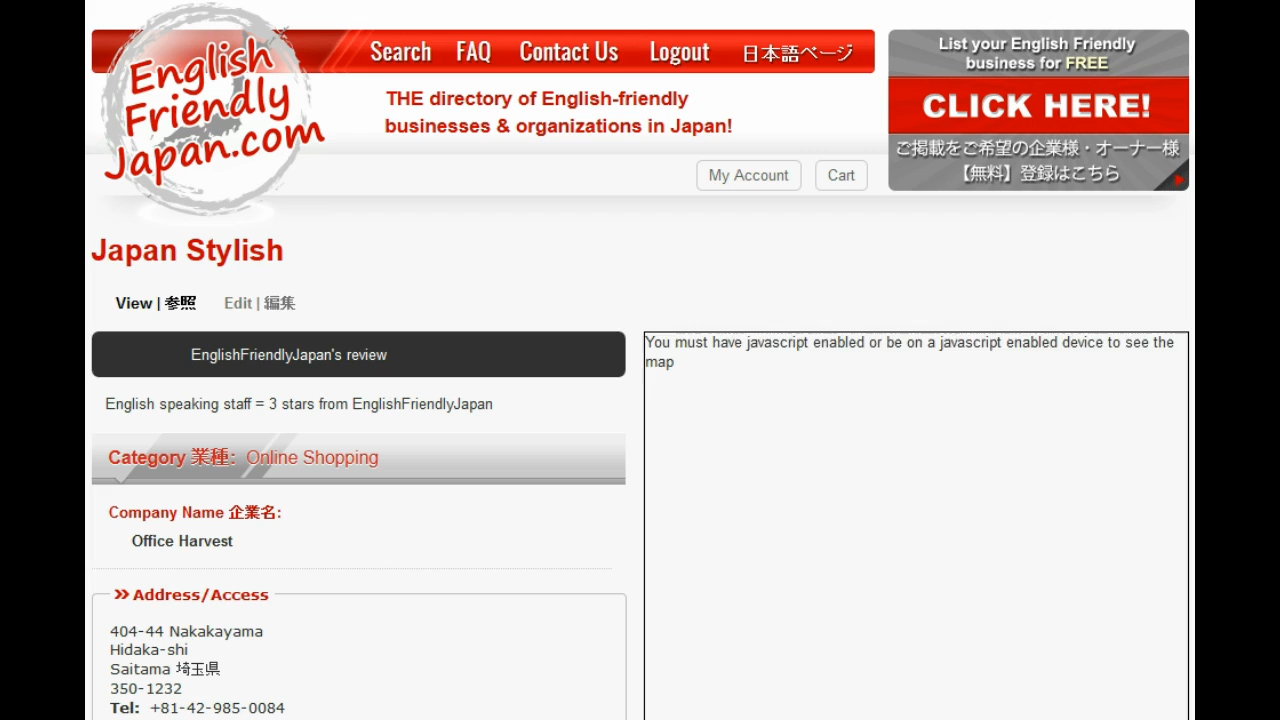 English
Friendly
Japan.com
Search FAQ Contact Us Logout 日本語ページ
THE directory of English-friendly
businesses & organizations in Japan!
My Account Cart
List your English Friendly
business for FREE
CLICK HERE!
ご掲載をご希望の企業様・オーナー様
【無料】登録はこちら
Japan Stylish
View | 参照 Edit | 編集
EnglishFriendlyJapan's review
English speaking staff = 3 stars from EnglishFriendlyJapan
Category 業種: Online Shopping
Company Name 企業名:
Office Harvest
Address/Access
404-44 Nakakayama
Hidaka-shi
Saitama 埼玉県
350-1232
Tel: +81-42-985-0084
You must have javascript enabled or be on a javascript enabled device to see the
map